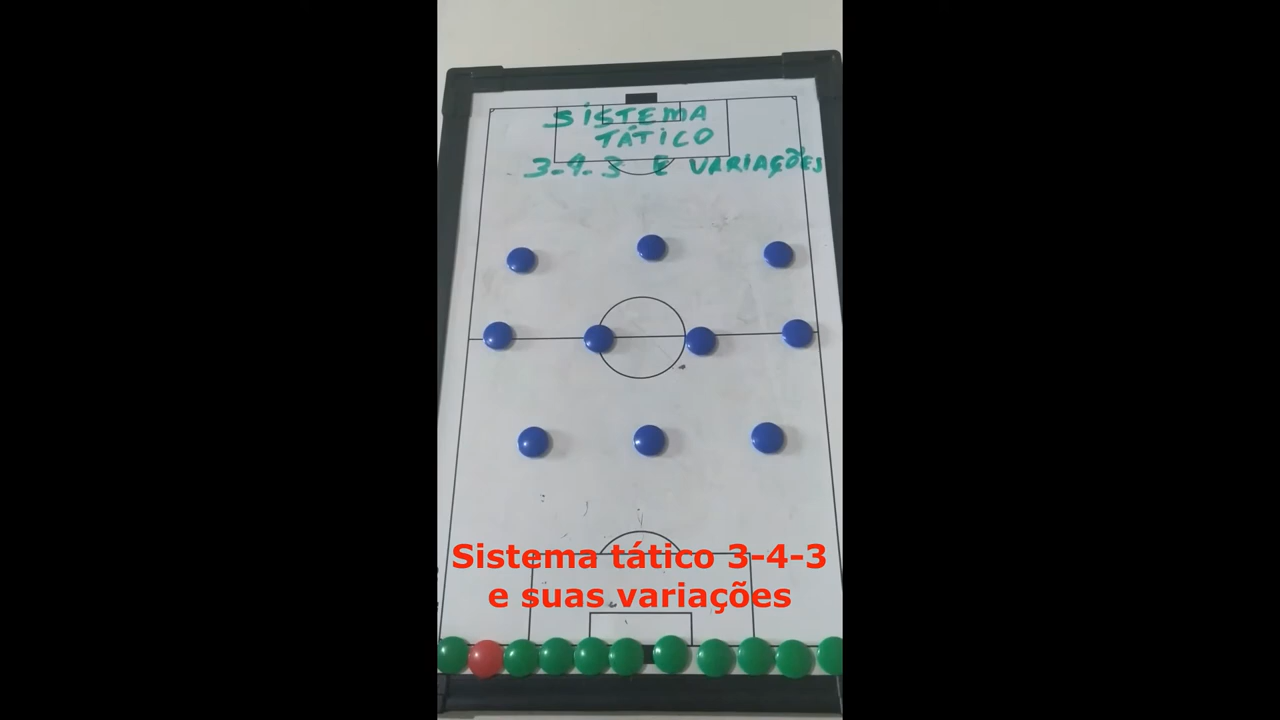 SISTEMA
TÁTICO
3-4-3 E VARIAÇÕES
Sistema tático 3-4-3
e suas variações